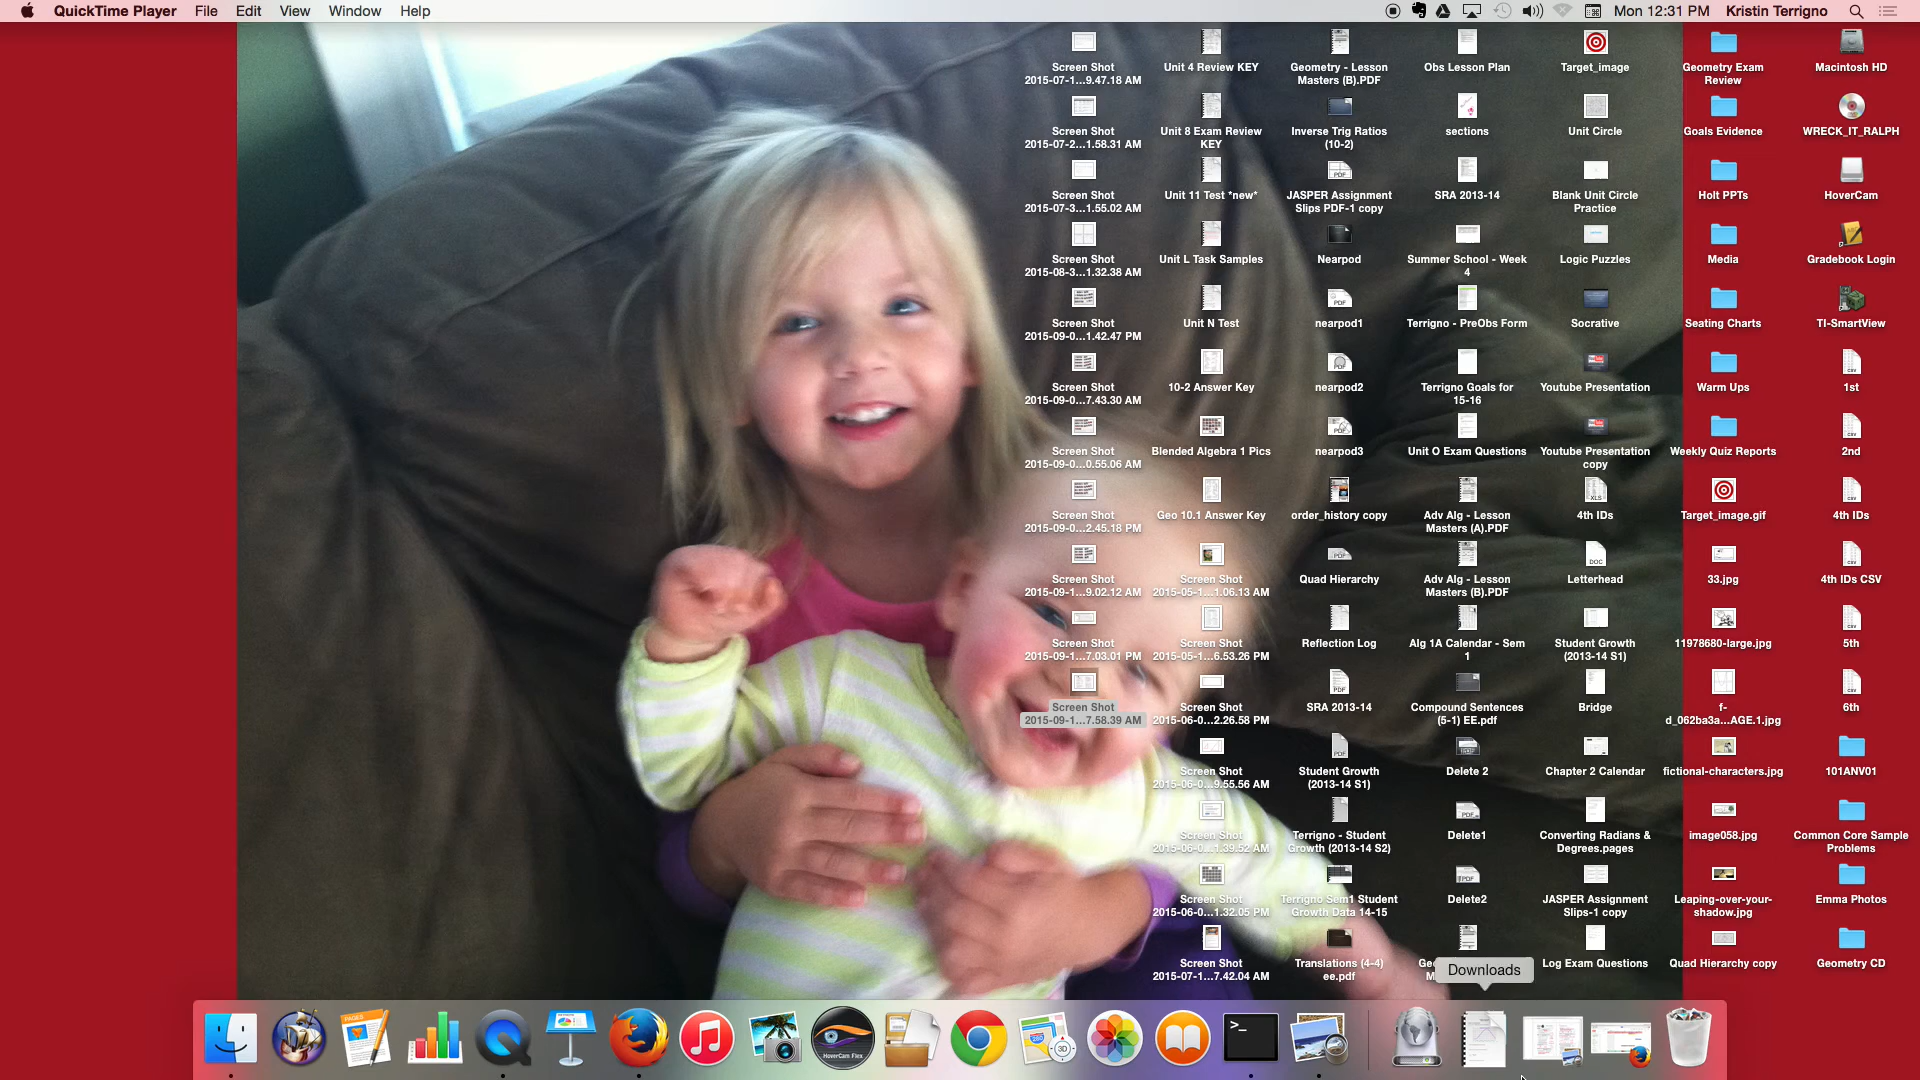 QuickTime Player File Edit View Window Help Mon 12:31 PM Kristin Terrigno
Screen Shot
2015-07-1...9.47.18 AM
Unit 4 Review KEY
Geometry - Lesson
Masters (B).PDF
Obs Lesson Plan
Target_image
Geometry Exam
Review
Macintosh HD
Screen Shot
2015-07-2...1.58.31 AM
Unit 8 Exam Review
KEY
Inverse Trig Ratios
(10-2)
sections
Unit Circle
Goals Evidence
WRECK_IT_RALPH
Screen Shot
2015-07-3...1.55.02 AM
Unit 11 Test *new*
JASPER Assignment
Slips PDF-1 copy
SRA 2013-14
Blank Unit Circle
Practice
Holt PPTs
HoverCam
Screen Shot
2015-08-3...1.32.38 AM
Unit L Task Samples
Nearpod
Summer School - Week
4
Logic Puzzles
Media
Gradebook Login
Screen Shot
2015-09-0...1.42.47 PM
Unit N Test
nearpod1
Terrigno - PreObs Form
Socrative
Seating Charts
TI-SmartView
Screen Shot
2015-09-0...7.43.30 AM
10-2 Answer Key
nearpod2
Terrigno Goals for
15-16
Youtube Presentation
Warm Ups
1st
Screen Shot
2015-09-0...0.55.06 AM
Blended Algebra 1 Pics
nearpod3
Unit O Exam Questions
Youtube Presentation
copy
Weekly Quiz Reports
2nd
Screen Shot
2015-09-0...2.45.18 PM
Geo 10.1 Answer Key
order_history copy
Adv Alg - Lesson
Masters (A).PDF
4th IDs
Target_image.gif
4th IDs
Screen Shot
2015-09-1...9.02.12 AM
Screen Shot
2015-05-1...1.06.13 AM
Quad Hierarchy
Adv Alg - Lesson
Masters (B).PDF
Letterhead
33.jpg
4th IDs CSV
Screen Shot
2015-09-1...7.03.01 PM
Screen Shot
2015-05-1...6.53.26 PM
Reflection Log
Alg 1A Calendar - Sem
1
Student Growth
(2013-14 S1)
11978680-large.jpg
5th
Screen Shot
2015-09-1...7.58.39 AM
Screen Shot
2015-06-0...2.26.58 PM
SRA 2013-14
Compound Sentences
(5-1) EE.pdf
Bridge
f-
d_062ba3a...AGE.1.jpg
6th
Screen Shot
2015-06-0...9.55.56 AM
Student Growth
(2013-14 S1)
Delete 2
Chapter 2 Calendar
fictional-characters.jpg
101ANV01
Screen Shot
2015-06-0...1.39.52 AM
Terrigno - Student
Growth (2013-14 S2)
Delete1
Converting Radians &
Degrees.pages
image058.jpg
Common Core Sample
Problems
Screen Shot
2015-06-0...1.32.05 PM
Terrigno Sem1 Student
Growth Data 14-15
Delete2
JASPER Assignment
Slips-1 copy
Leaping-over-your-
shadow.jpg
Emma Photos
Screen Shot
2015-07-1...7.42.04 AM
Translations (4-4)
ee.pdf
Downloads
Log Exam Questions
Quad Hierarchy copy
Geometry CD
PAGES
HoverCam Flex
280
3D